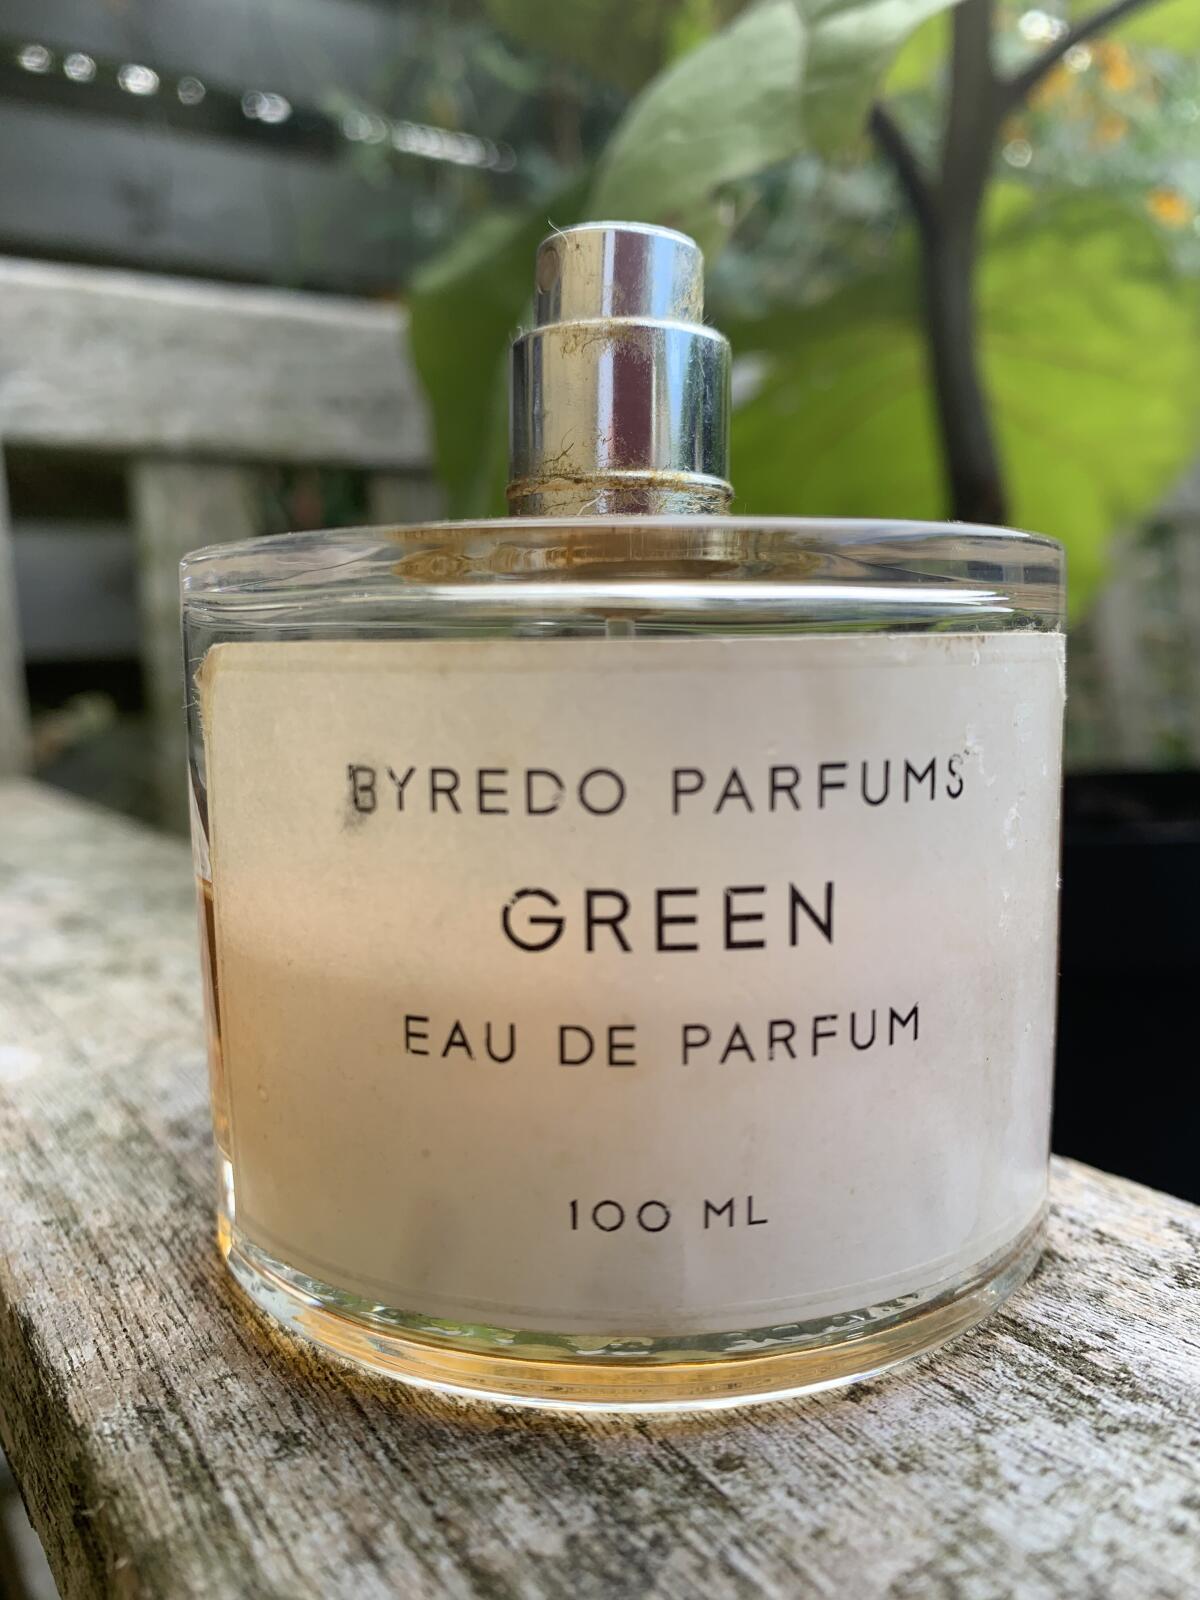 BYREDO PARFUMS
GREEN
EAU DE PARFUM
100 ML